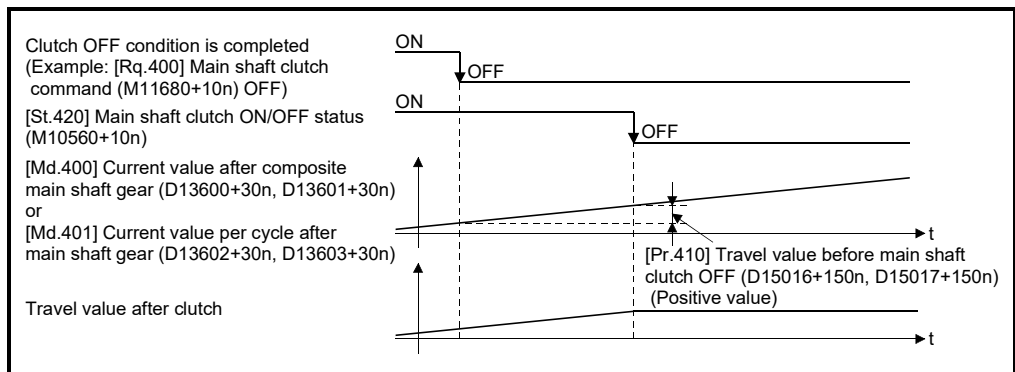 Clutch OFF condition is completed
(Example: [Rq.400] Main shaft clutch
command (M11680+10n) OFF)
ON
OFF
[St.420] Main shaft clutch ON/OFF status
(M10560+10n)
ON
OFF
[Md.400] Current value after composite
main shaft gear (D13600+30n, D13601+30n)
or
[Md.401] Current value per cycle after
main shaft gear (D13602+30n, D13603+30n)
t
[Pr.410] Travel value before main shaft
clutch OFF (D15016+150n, D15017+150n)
(Positive value)
Travel value after clutch
t